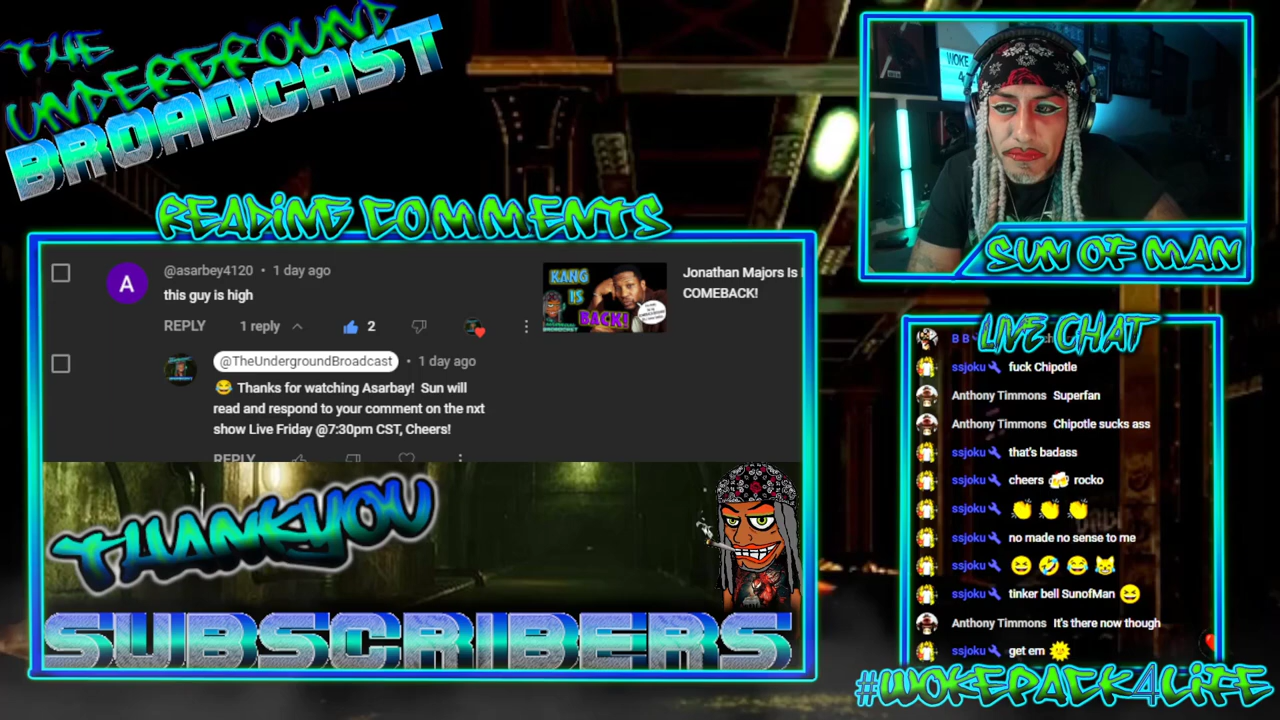 THE
UNDERGROUND
BROADCAST
READING COMMENTS
A
@asarbey4120 • 1 day ago
this guy is high
REPLY 1 reply 2
KANG
IS
BACK!
Jonathan Majors Is
COMEBACK!
@TheUndergroundBroadcast • 1 day ago
😂 Thanks for watching Asarbay! Sun will
read and respond to your comment on the nxt
show Live Friday @7:30pm CST, Cheers!
REPLY
THANKYOU
SUBSCRIBERS
WOKE
4
SUN OF MAN
LIVE CHAT
B B
ssjoku fuck Chipotle
Anthony Timmons Superfan
Anthony Timmons Chipotle sucks ass
ssjoku that's badass
ssjoku cheers 🍻 rocko
ssjoku 👏 👏 👏
ssjoku no made no sense to me
ssjoku 😆 🤣 😂 😹
ssjoku tinker bell SunofMan 😆
Anthony Timmons It's there now though
ssjoku get em 🌞
#WOKEPACK4LIFE